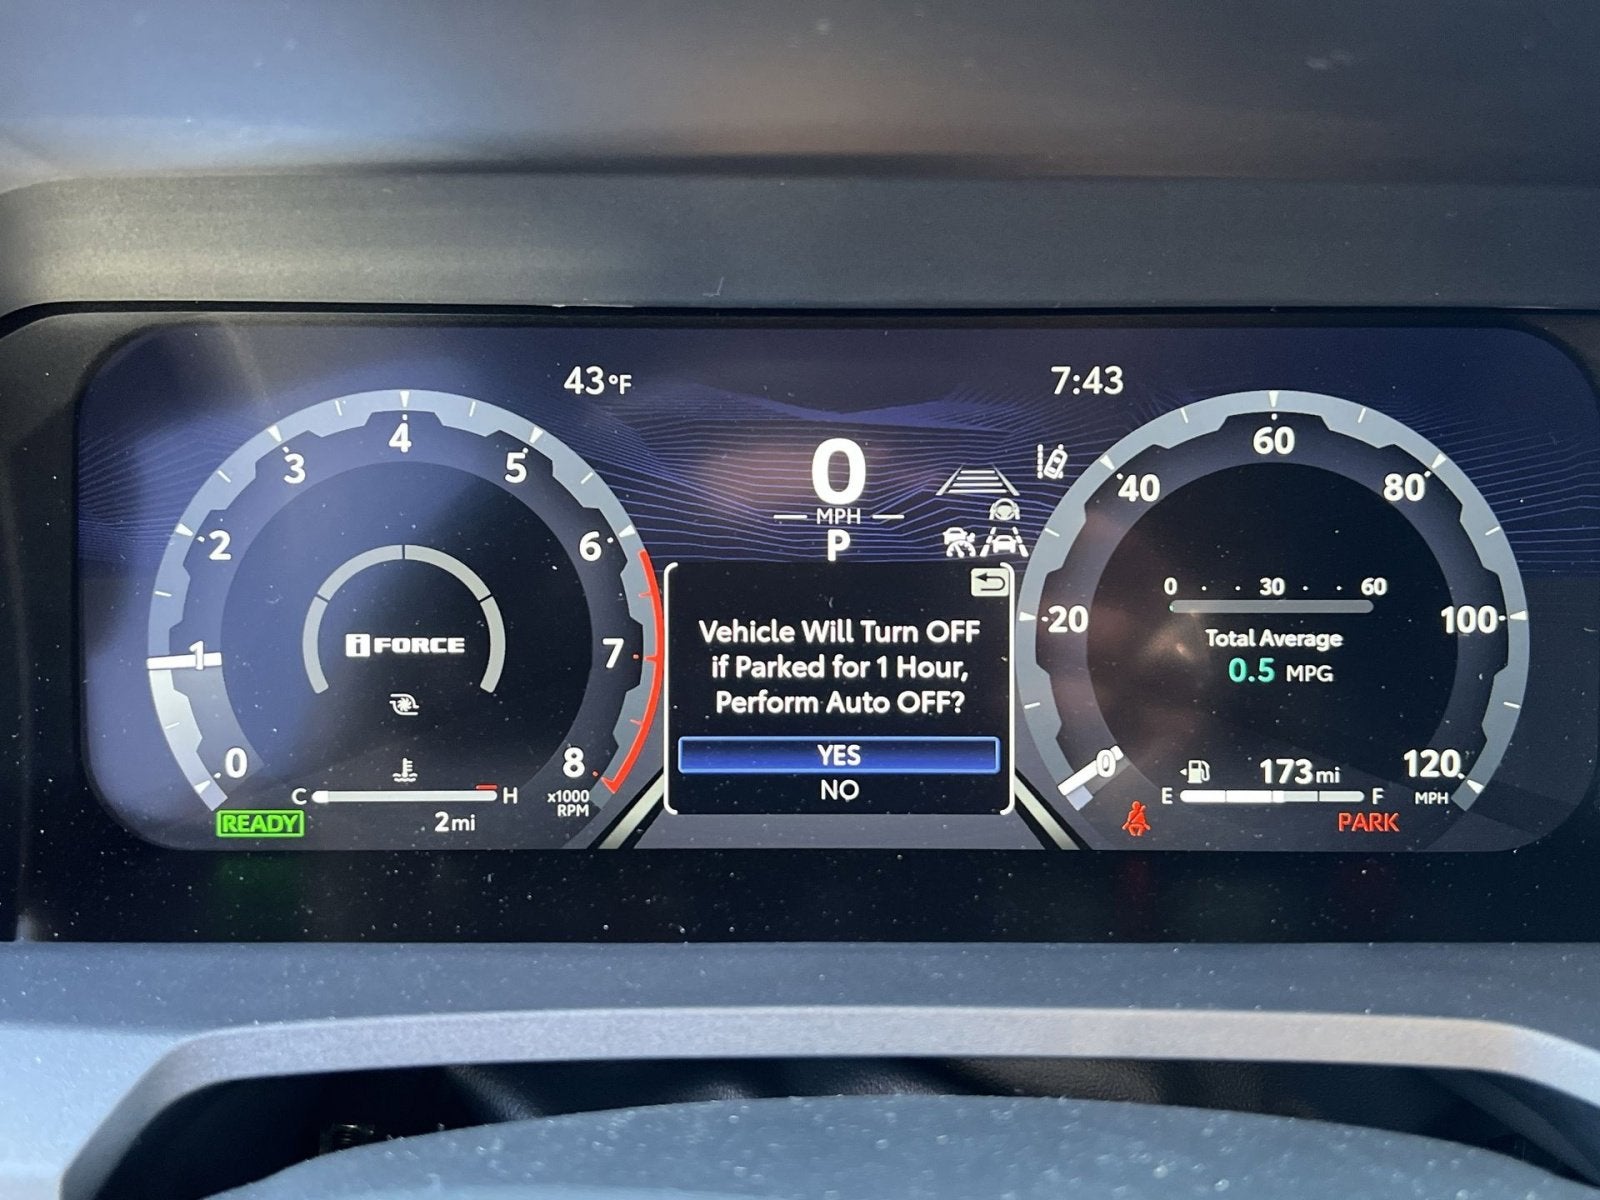 43°F
7:43
0
MPH
P
0
1
2
3
4
5
6
7
8
x1000
RPM
i FORCE
C
H
READY
2mi
Vehicle Will Turn OFF
if Parked for 1 Hour,
Perform Auto OFF?
YES
NO
0
20
40
60
80
100
120
MPH
0 30 60
Total Average
0.5 MPG
173mi
E
F
PARK